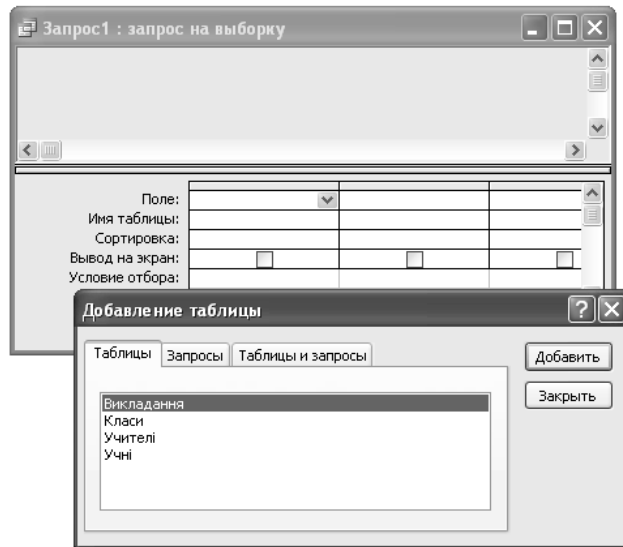 Запрос1 : запрос на выборку
Поле:
Имя таблицы:
Сортировка:
Вывод на экран:
Условие отбора:
Добавление таблицы
Таблицы Запросы Таблицы и запросы
Добавить
Закрыть
Викладання
Класи
Учителі
Учні